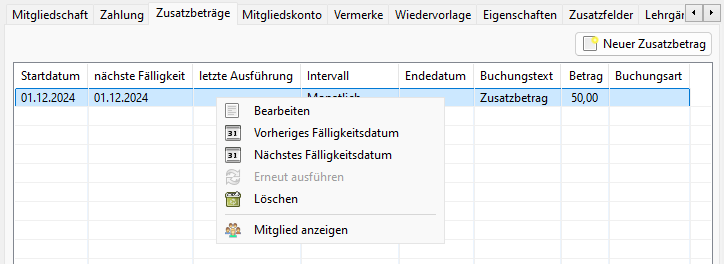 Mitgliedschaft Zahlung Zusatzbeträge Mitgliedskonto Vermerke Wiedervorlage Eigenschaften Zusatzfelder
Neuer Zusatzbetrag
Startdatum nächste Fälligkeit letzte Ausführung Intervall Endedatum Buchungstext Betrag Buchungsart
01.12.2024 01.12.2024 Monatlich Zusatzbetrag 50,00
Bearbeiten
31 Vorheriges Fälligkeitsdatum
31 Nächstes Fälligkeitsdatum
Erneut ausführen
Löschen
Mitglied anzeigen